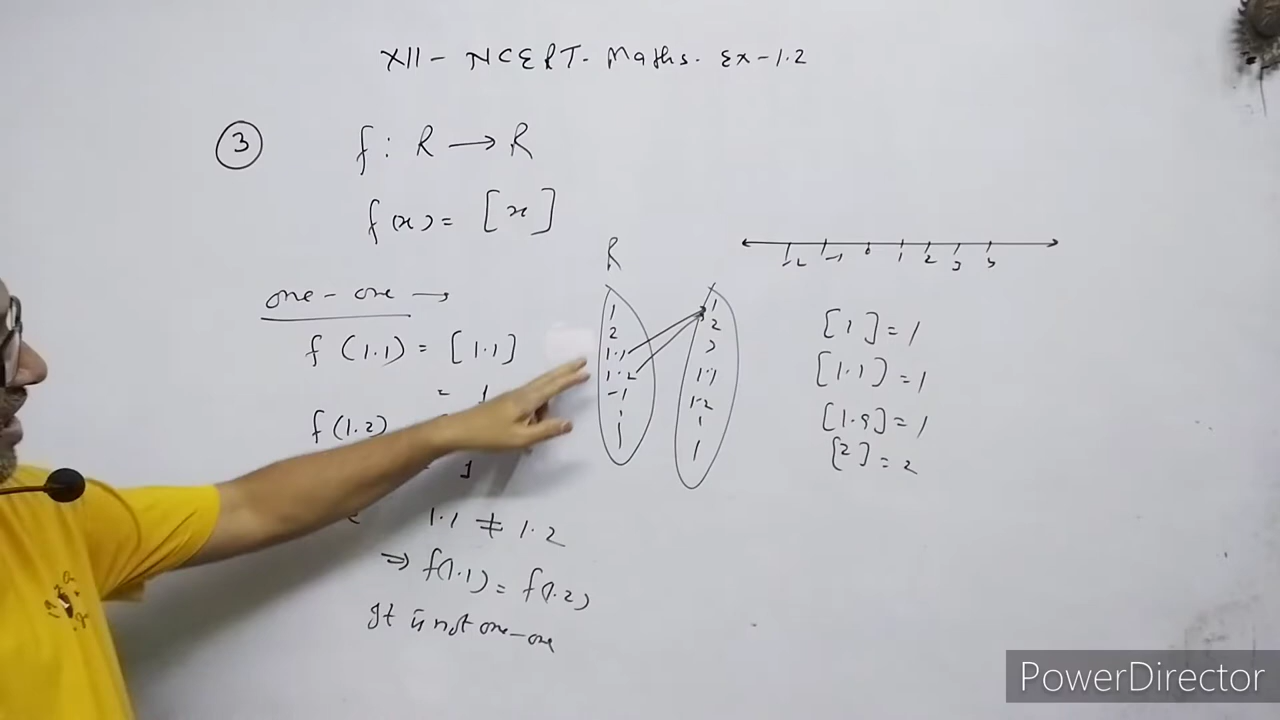 XII - NCERT. Maths. Ex-1.2
3
f: R → R
f(x) = [x]
one-one →
f(1.1) = [1.1]
= 1
f(1.2)
= 1
1.1 ≠ 1.2
⇒ f(1.1) = f(1.2)
It is not one-one
R
1
2
1.1
1.2
-1
1
2
3
1.1
1.2
-2 -1 0 1 2 3
[1] = 1
[1.1] = 1
[1.9] = 1
[2] = 2
PowerDirector